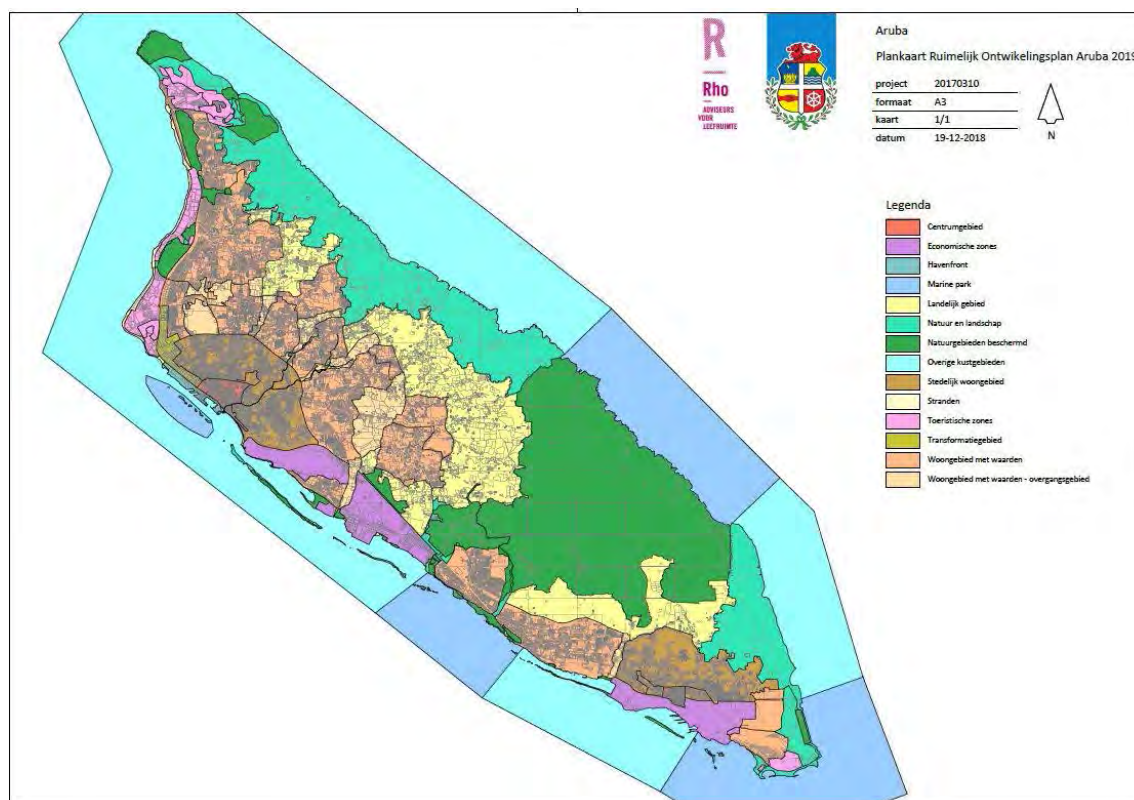 R
Rho
ADVISEURS
VOOR
LEEFRUIMTE
Aruba
Plankaart Ruimelijk Ontwikelingsplan Aruba 2019
project 20170310
formaat A3
kaart 1/1
datum 19-12-2018
N
Legenda
Centrumgebied
Economische zones
Havenfront
Marine park
Landelijk gebied
Natuur en landschap
Natuurgebieden beschermd
Overige kustgebieden
Stedelijk woongebied
Stranden
Toeristische zones
Transformatiegebied
Woongebied met waarden
Woongebied met waarden - overgangsgebied